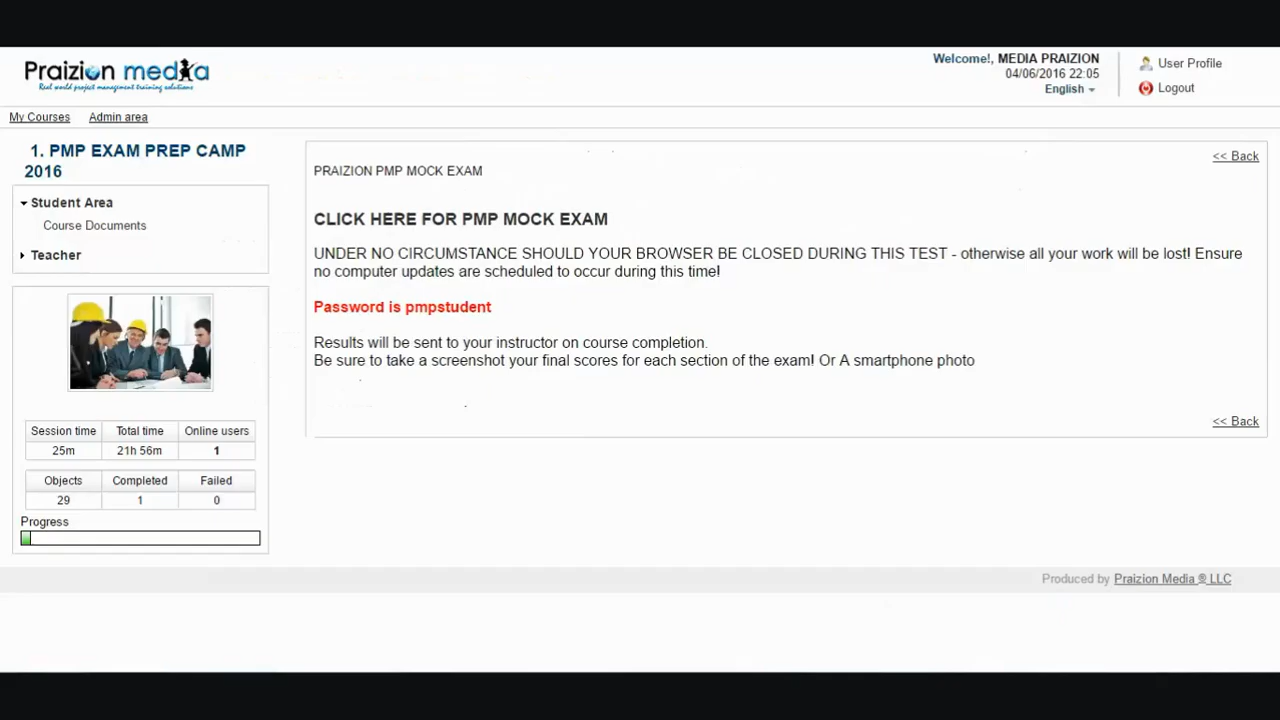 Praizion media
Real world project management training solutions
Welcome!, MEDIA PRAIZION
04/06/2016 22:05
English
User Profile
Logout
My Courses
Admin area
1. PMP EXAM PREP CAMP
2016
Student Area
Course Documents
Teacher
Session time Total time Online users
25m 21h 56m 1
Objects Completed Failed
29 1 0
Progress
<< Back
PRAIZION PMP MOCK EXAM
CLICK HERE FOR PMP MOCK EXAM
UNDER NO CIRCUMSTANCE SHOULD YOUR BROWSER BE CLOSED DURING THIS TEST - otherwise all your work will be lost! Ensure
no computer updates are scheduled to occur during this time!
Password is pmpstudent
Results will be sent to your instructor on course completion.
Be sure to take a screenshot your final scores for each section of the exam! Or A smartphone photo
<< Back
Produced by Praizion Media ® LLC